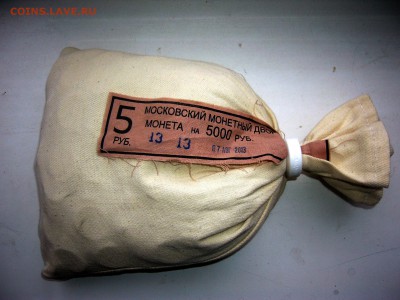 COINS.LAVE.RU
5
РУБ.
МОСКОВСКИЙ МОНЕТНЫЙ ДВОР
МОНЕТА НА 5000 РУБ.
13 13